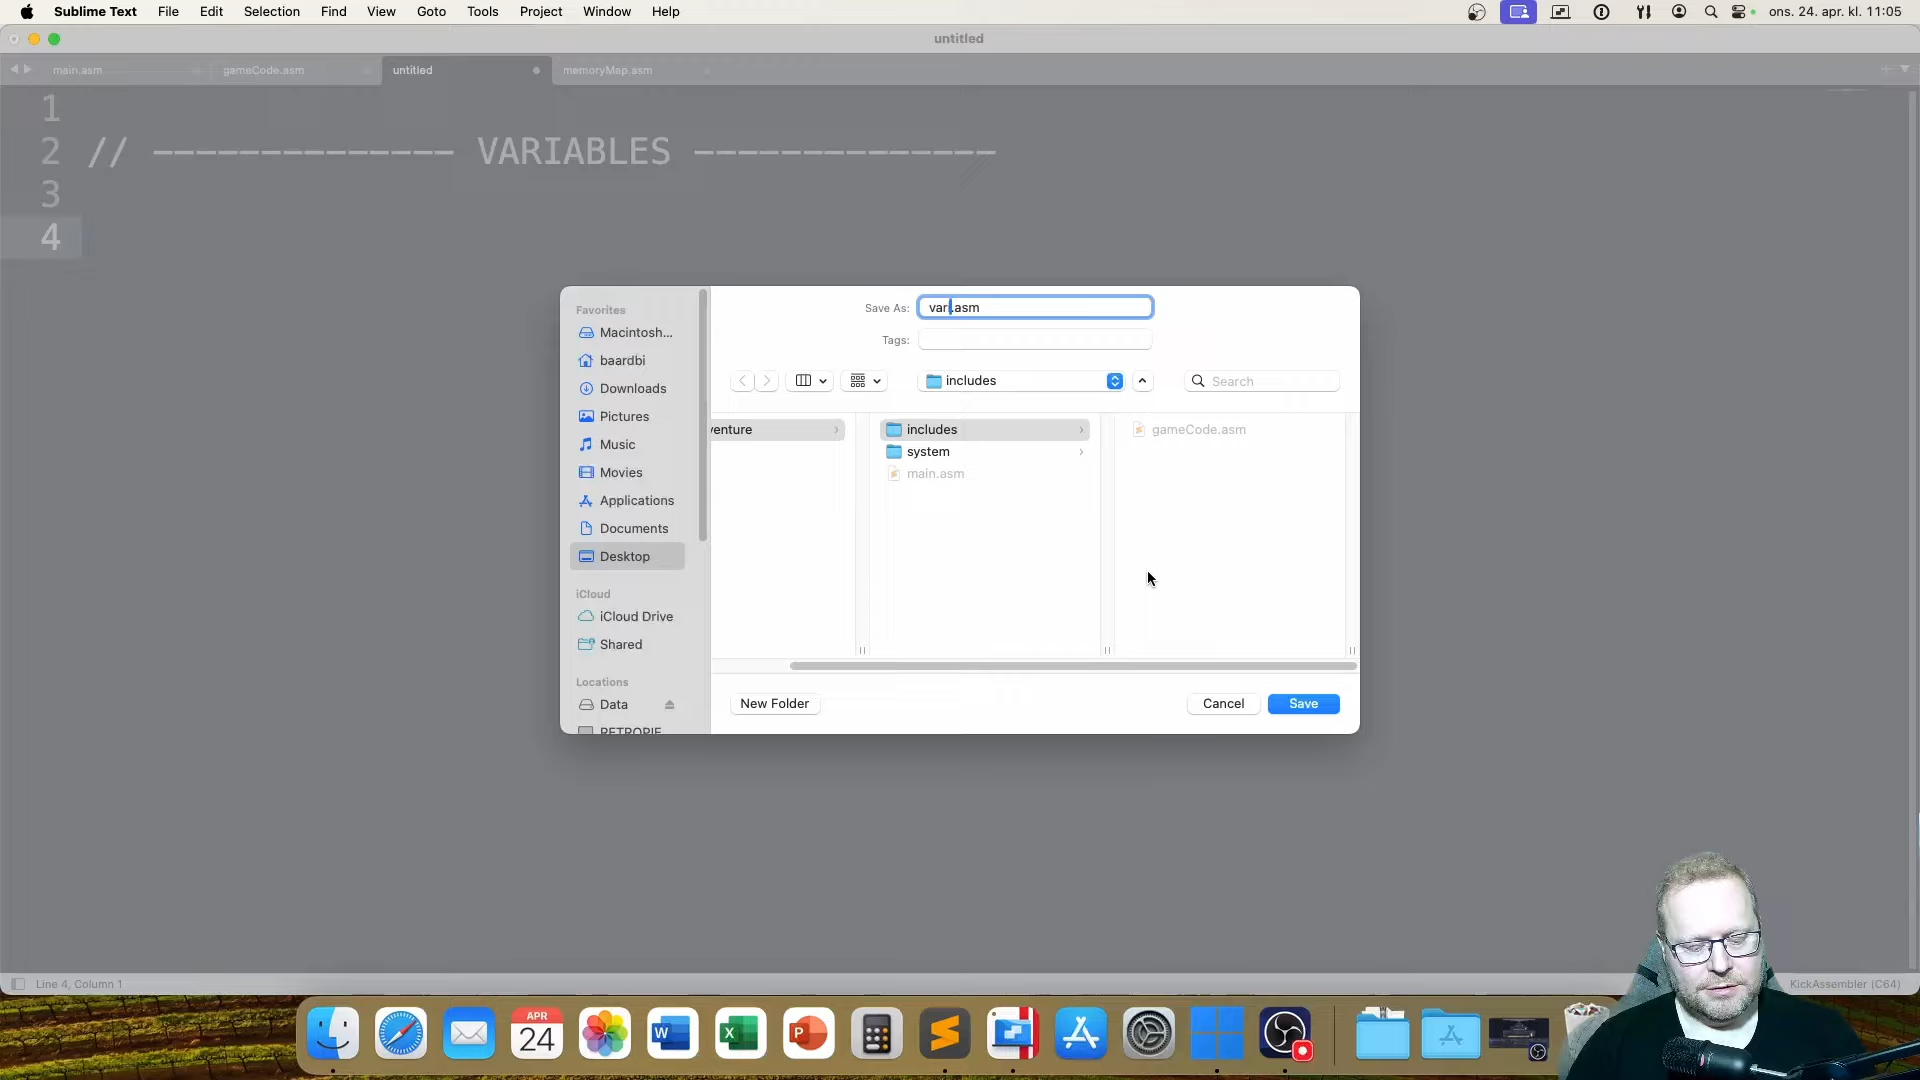 Sublime Text File Edit Selection Find View Goto Tools Project Window Help ons. 24. apr. kl. 11:05
untitled
main.asm gameCode.asm untitled memoryMap.asm
1
2 // -------------- VARIABLES --------------
3
4
Save As: vari.asm
Tags:
includes
Search
Favorites
Macintosh...
baardbi
Downloads
Pictures
Music
Movies
Applications
Documents
Desktop
iCloud
iCloud Drive
Shared
Locations
Data
RETROPIE
venture
includes
system
main.asm
gameCode.asm
New Folder Cancel Save
Line 4, Column 1
KickAssembler (C64)
APR
24